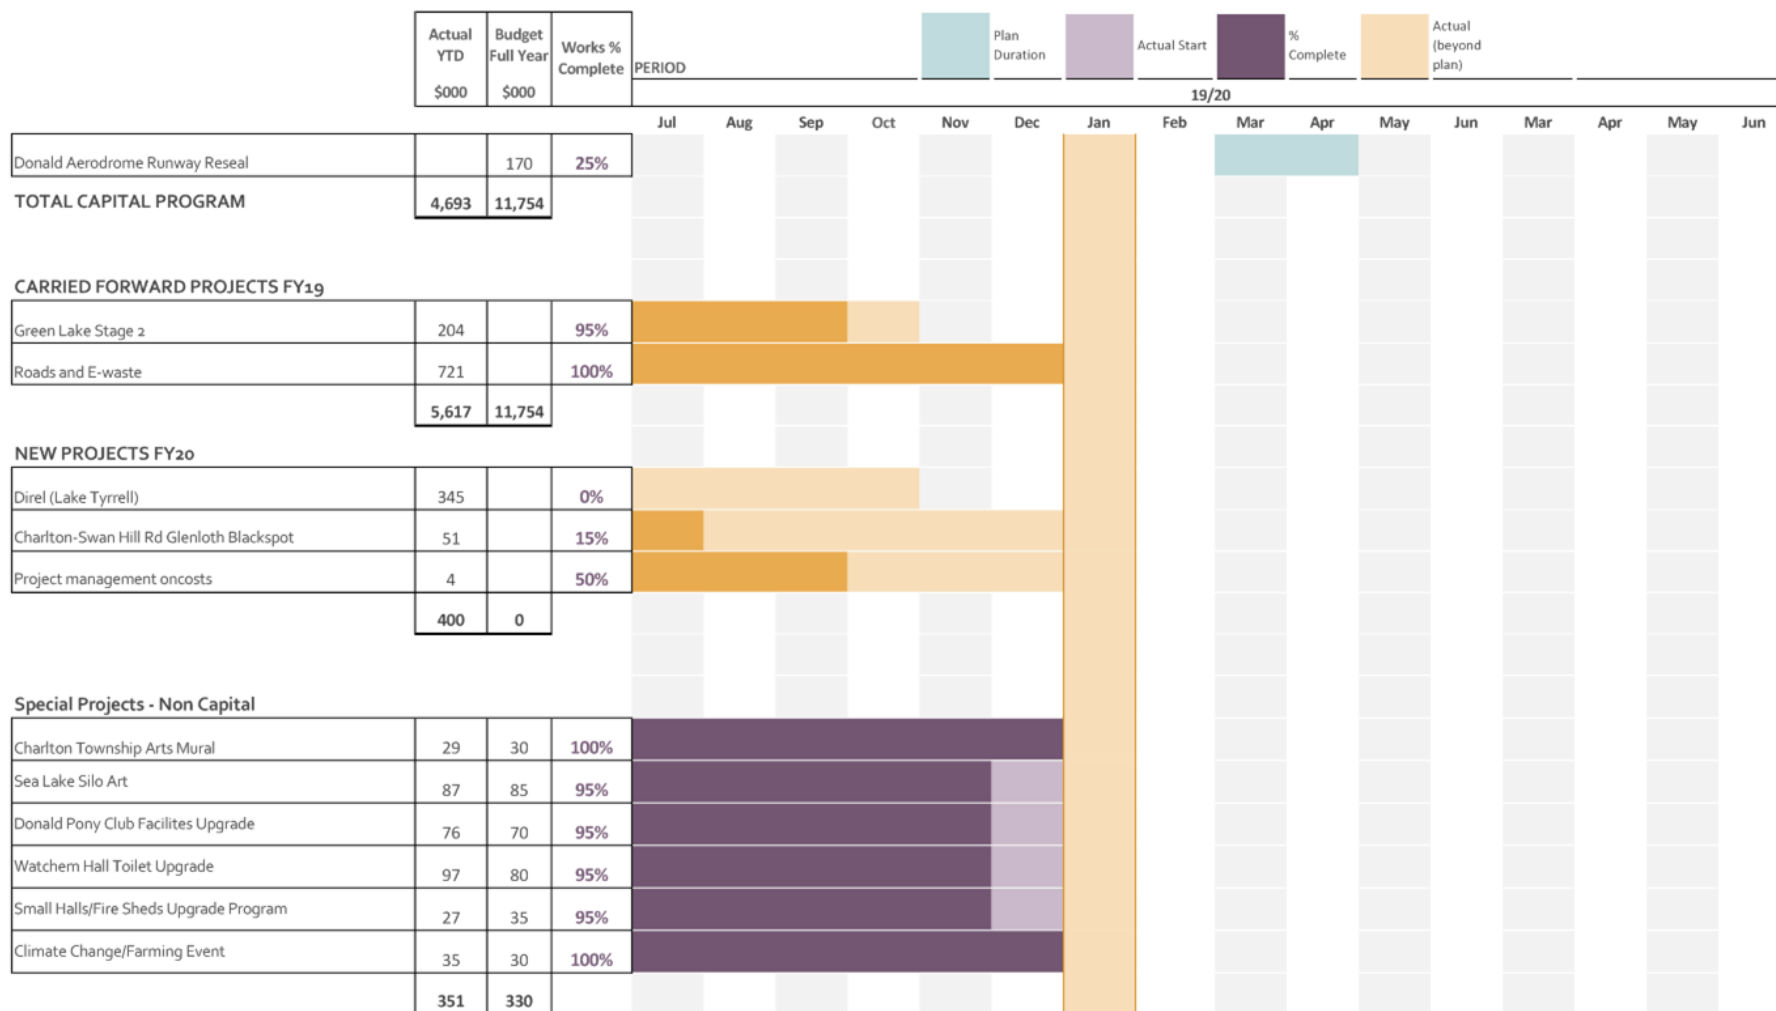 Actual YTD $000 Budget Full Year $000 Works % Complete PERIOD Plan Duration Actual Start % Complete Actual (beyond plan)
19/20
Jul Aug Sep Oct Nov Dec Jan Feb Mar Apr May Jun Mar Apr May Jun
Donald Aerodrome Runway Reseal 170 25%
TOTAL CAPITAL PROGRAM 4,693 11,754
CARRIED FORWARD PROJECTS FY19
Green Lake Stage 2 204 95%
Roads and E-waste 721 100%
5,617 11,754
NEW PROJECTS FY20
Direl (Lake Tyrrell) 345 0%
Charlton-Swan Hill Rd Glenloth Blackspot 51 15%
Project management oncosts 4 50%
400 0
Special Projects - Non Capital
Charlton Township Arts Mural 29 30 100%
Sea Lake Silo Art 87 85 95%
Donald Pony Club Facilites Upgrade 76 70 95%
Watchem Hall Toilet Upgrade 97 80 95%
Small Halls/Fire Sheds Upgrade Program 27 35 95%
Climate Change/Farming Event 35 30 100%
351 330